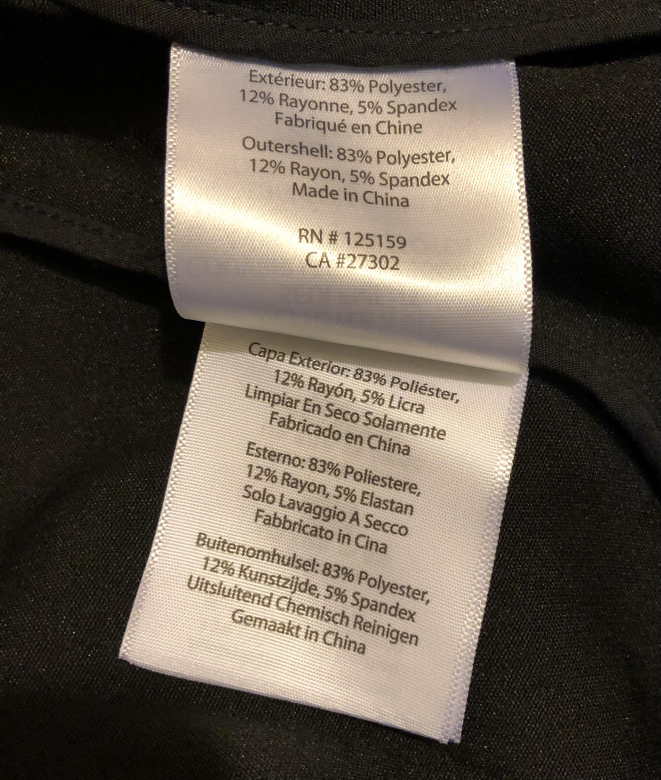 Extérieur: 83% Polyester,
12% Rayonne, 5% Spandex
Fabriqué en Chine
Outershell: 83% Polyester,
12% Rayon, 5% Spandex
Made in China
RN # 125159
CA #27302
Capa Exterior: 83% Poliéster,
12% Rayón, 5% Licra
Limpiar En Seco Solamente
Fabricado en China
Esterno: 83% Poliestere,
12% Rayon, 5% Elastan
Solo Lavaggio A Secco
Fabbricato in Cina
Buitenomhulsel: 83% Polyester,
12% Kunstzijde, 5% Spandex
Uitsluitend Chemisch Reinigen
Gemaakt in China